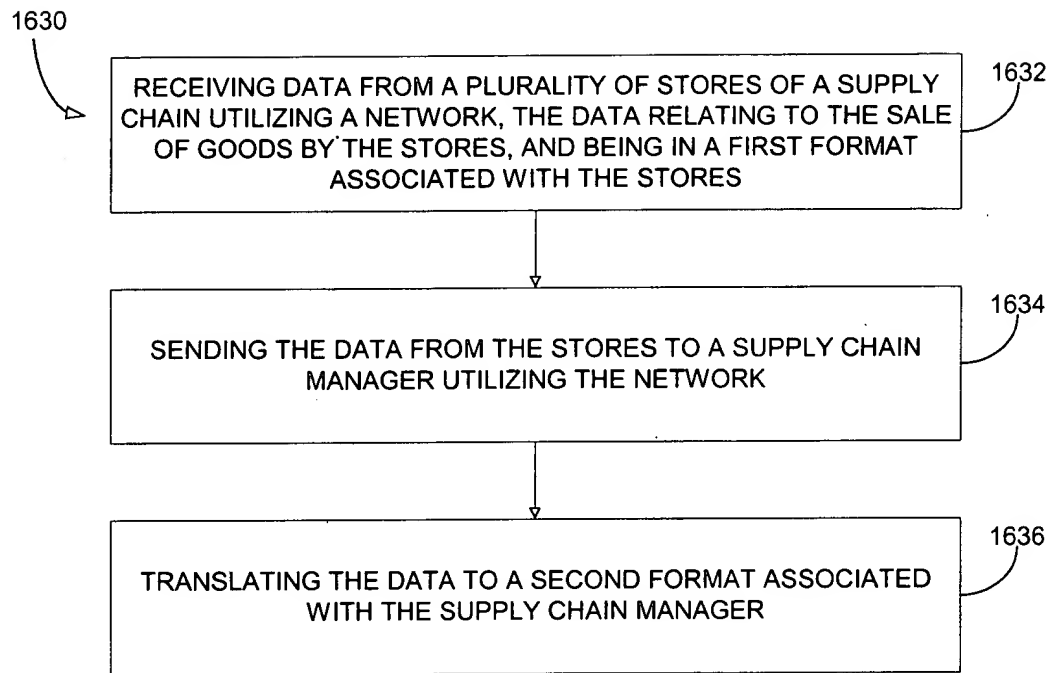 1630
RECEIVING DATA FROM A PLURALITY OF STORES OF A SUPPLY
CHAIN UTILIZING A NETWORK, THE DATA RELATING TO THE SALE
OF GOODS BY THE STORES, AND BEING IN A FIRST FORMAT
ASSOCIATED WITH THE STORES
1632
SENDING THE DATA FROM THE STORES TO A SUPPLY CHAIN
MANAGER UTILIZING THE NETWORK
1634
TRANSLATING THE DATA TO A SECOND FORMAT ASSOCIATED
WITH THE SUPPLY CHAIN MANAGER
1636